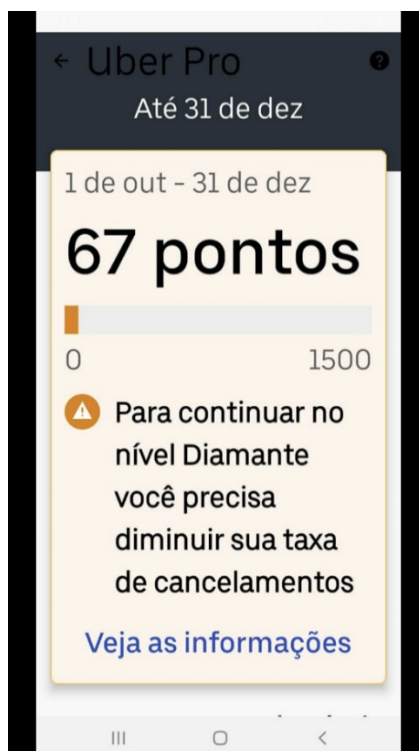 Uber Pro
Até 31 de dez
1 de out - 31 de dez
67 pontos
0 1500
Para continuar no
nível Diamante
você precisa
diminuir sua taxa
de cancelamentos
Veja as informações